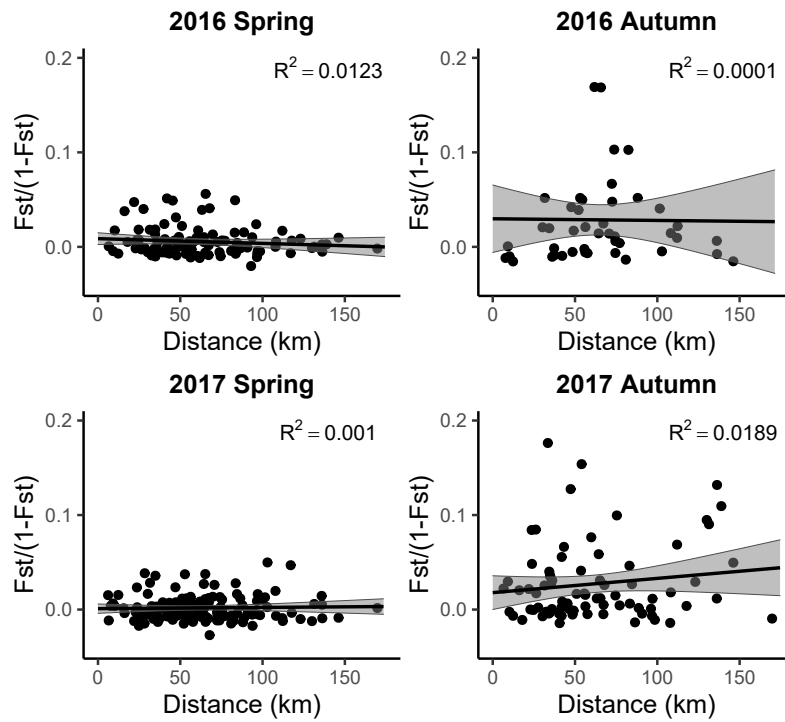 2016 Spring
R² = 0.0123
Fst/(1-Fst)
0.2
0.1
0.0
0 50 100 150
Distance (km)
2016 Autumn
R² = 0.0001
Fst/(1-Fst)
0.2
0.1
0.0
0 50 100 150
Distance (km)
2017 Spring
R² = 0.001
Fst/(1-Fst)
0.2
0.1
0.0
0 50 100 150
Distance (km)
2017 Autumn
R² = 0.0189
Fst/(1-Fst)
0.2
0.1
0.0
0 50 100 150
Distance (km)